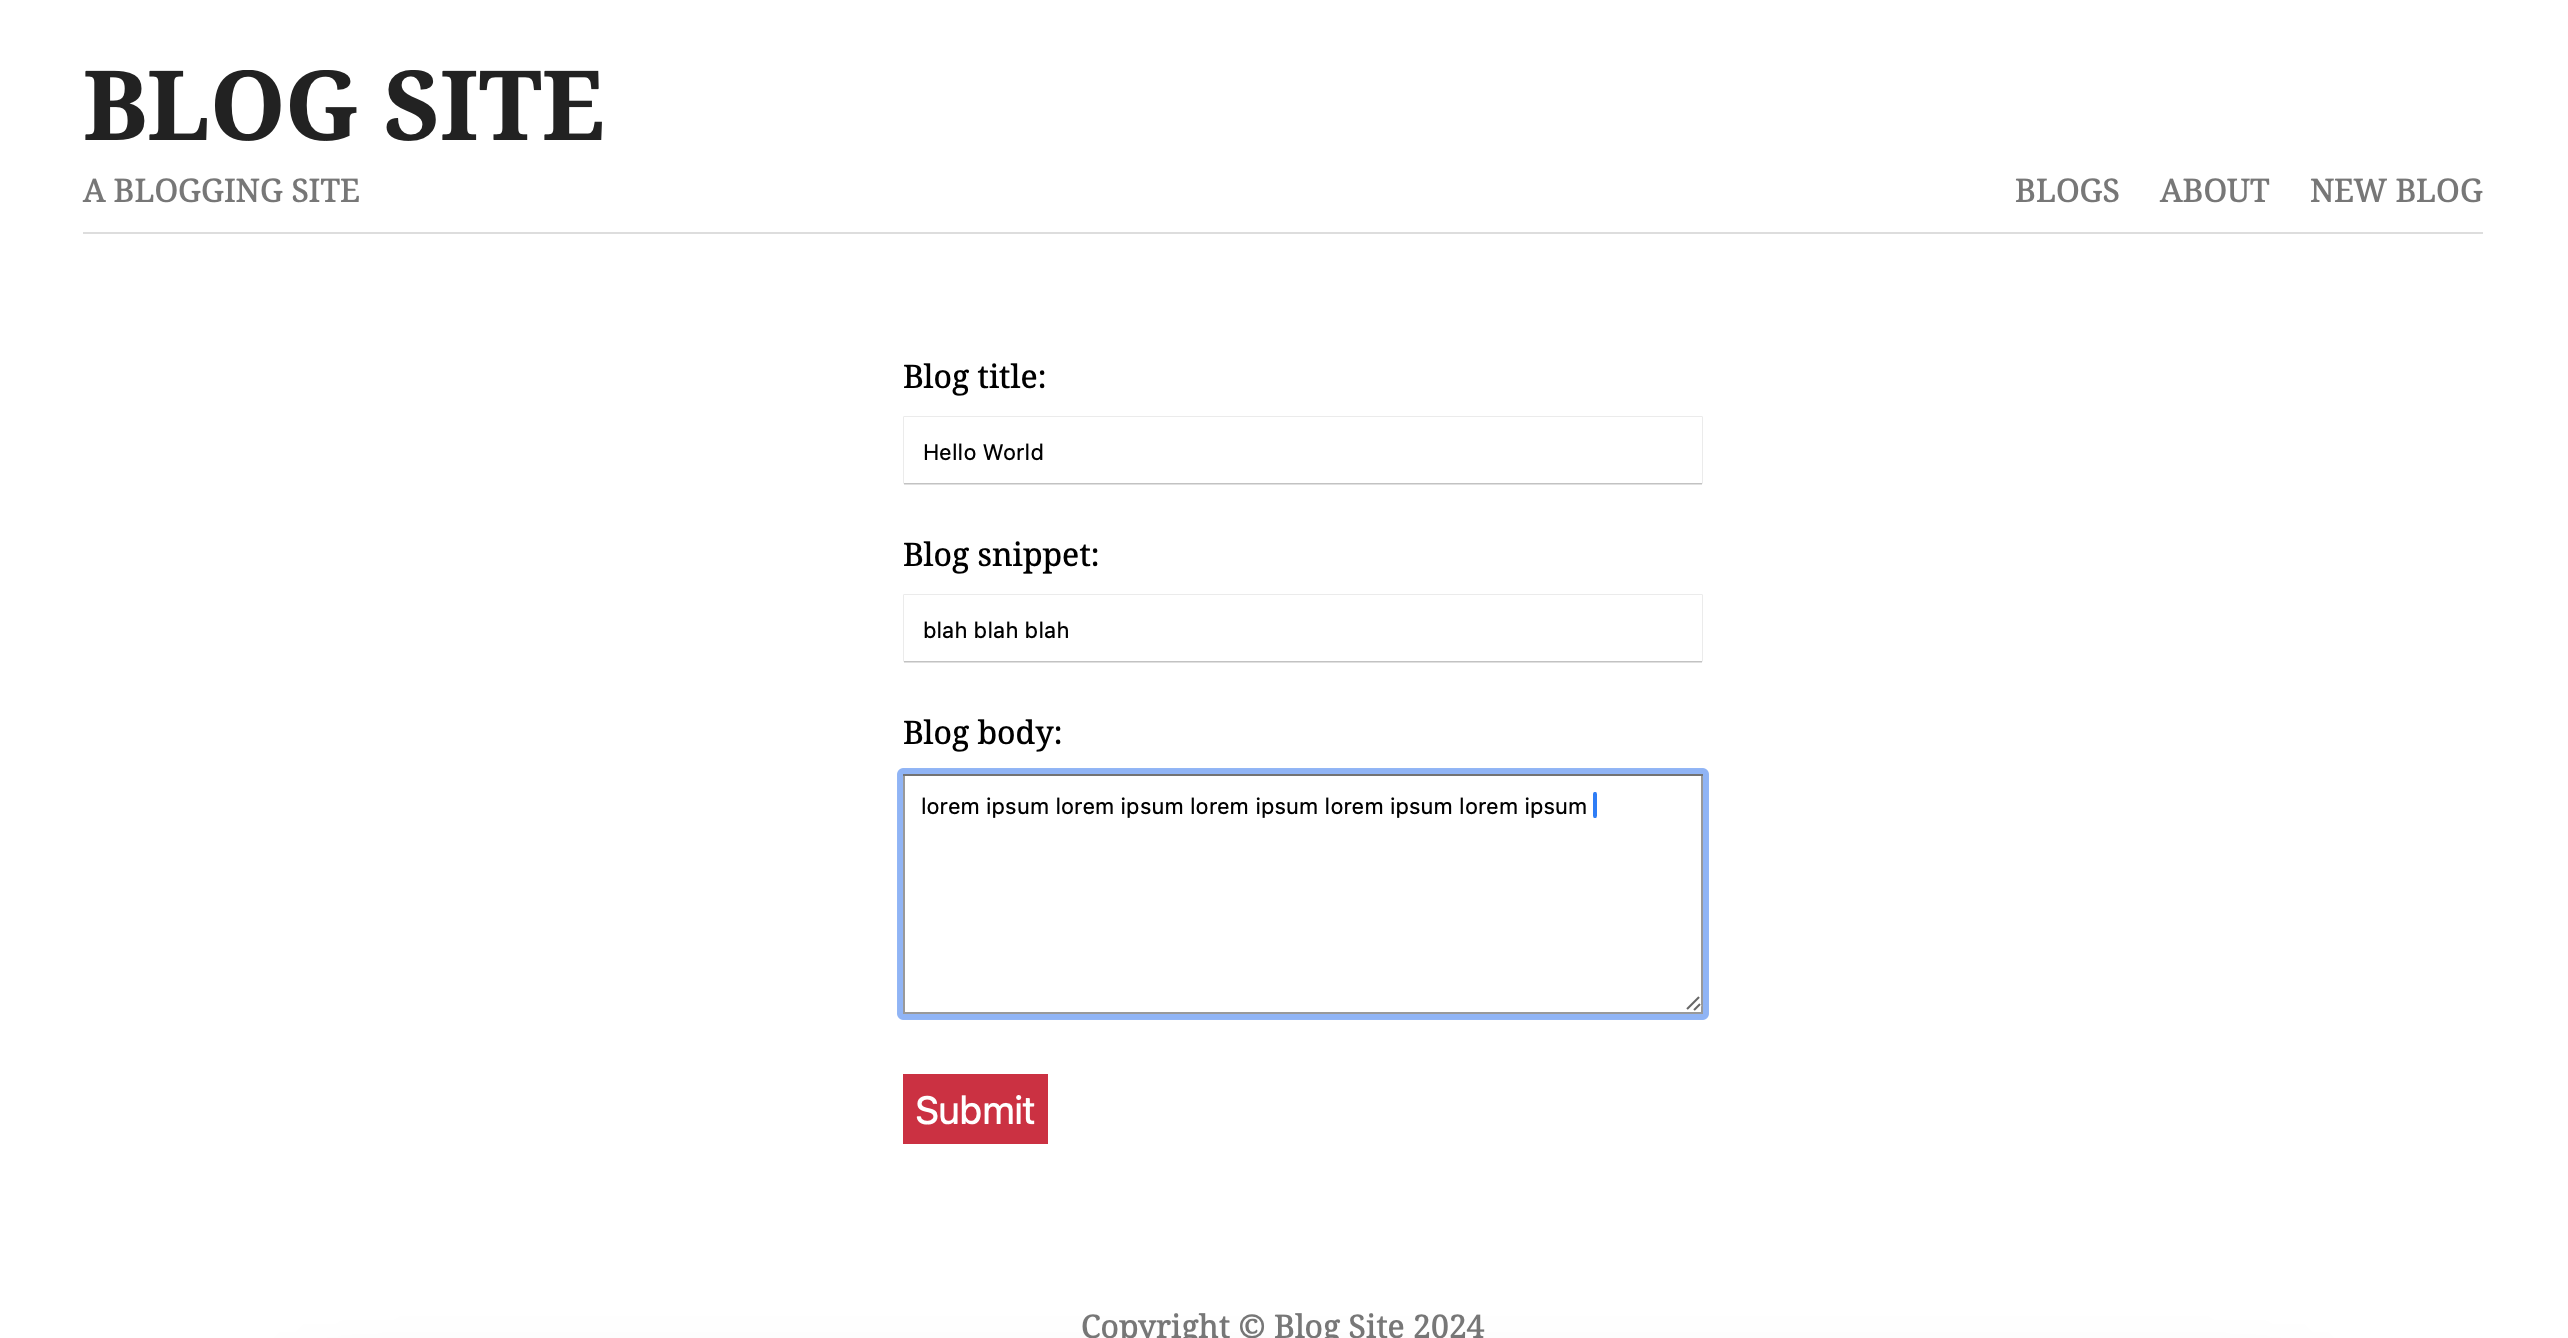 BLOG SITE
A BLOGGING SITE
BLOGS ABOUT NEW BLOG
Blog title:
Hello World
Blog snippet:
blah blah blah
Blog body:
lorem ipsum lorem ipsum lorem ipsum lorem ipsum lorem ipsum
Submit
Copyright © Blog Site 2024